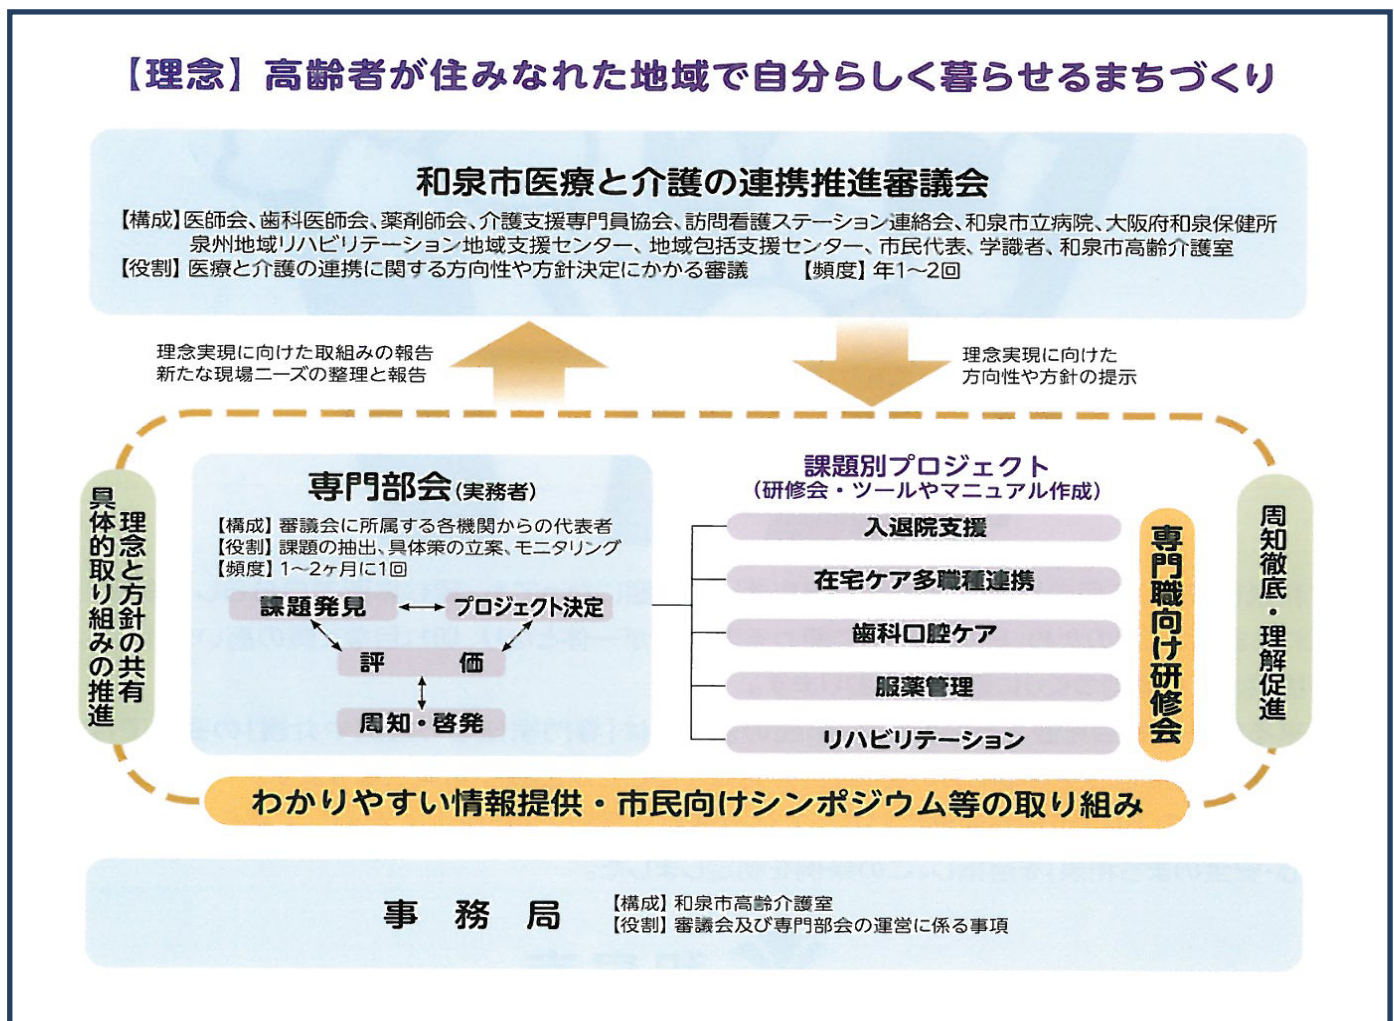 【理念】高齢者が住みなれた地域で自分らしく暮らせるまちづくり
和泉市医療と介護の連携推進審議会
【構成】医師会、歯科医師会、薬剤師会、介護支援専門員協会、訪問看護ステーション連絡会、和泉市立病院、大阪府和泉保健所
泉州地域リハビリテーション地域支援センター、地域包括支援センター、市民代表、学識者、和泉市高齢介護室
【役割】医療と介護の連携に関する方向性や方針決定にかかる審議 【頻度】年1〜2回
理念実現に向けた取組みの報告
新たな現場ニーズの整理と報告
理念実現に向けた
方向性や方針の提示
理念と方針の共有
具体的取り組みの推進
専門部会(実務者)
【構成】審議会に所属する各機関からの代表者
【役割】課題の抽出、具体策の立案、モニタリング
【頻度】1〜2ヶ月に1回
課題発見
プロジェクト決定
評 価
周知・啓発
課題別プロジェクト
(研修会・ツールやマニュアル作成)
入退院支援
在宅ケア多職種連携
歯科口腔ケア
服薬管理
リハビリテーション
専門職向け研修会
周知徹底・理解促進
わかりやすい情報提供・市民向けシンポジウム等の取り組み
事 務 局
【構成】和泉市高齢介護室
【役割】審議会及び専門部会の運営に係る事項